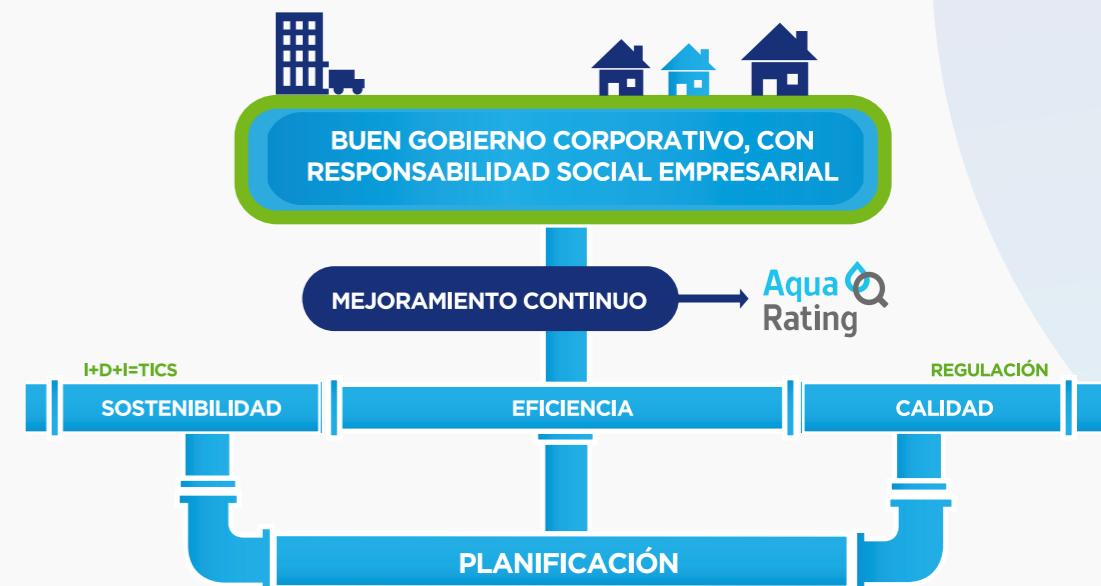 BUEN GOBIERNO CORPORATIVO, CON
RESPONSABILIDAD SOCIAL EMPRESARIAL
MEJORAMIENTO CONTINUO
Aqua
Rating
I+D+I=TICS
REGULACIÓN
SOSTENIBILIDAD
EFICIENCIA
CALIDAD
PLANIFICACIÓN